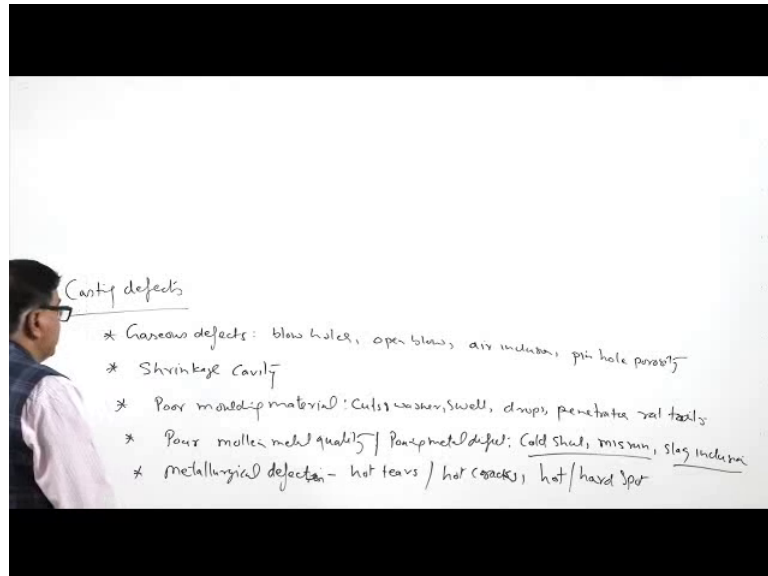 Casting defects
* Gaseous defects: blow holes, open blows, air inclusion, pin hole porosity
* Shrinkage Cavity
* Poor moulding material: Cuts & washes, swell, drops, penetration rat tails
* Pour molten metal quality / Pouring metal defect: Cold Shut, misrun, slag inclusion
* Metallurgical defects - hot tears / hot cracks, hot / hard spot